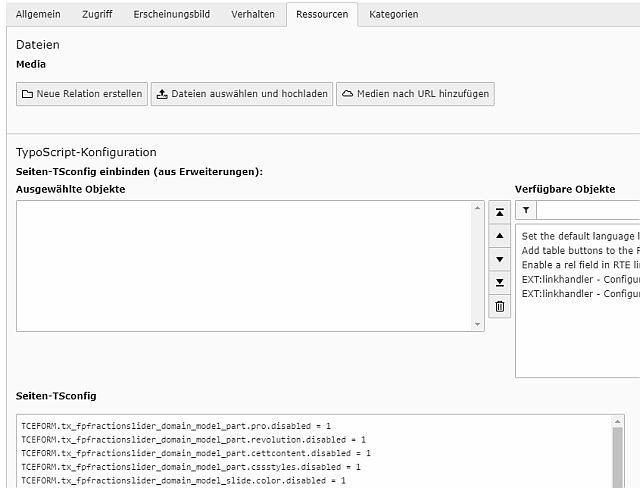 Allgemein Zugriff Erscheinungsbild Verhalten Ressourcen Kategorien
Dateien
Media
Neue Relation erstellen Dateien auswählen und hochladen Medien nach URL hinzufügen
TypoScript-Konfiguration
Seiten-TSconfig einbinden (aus Erweiterungen):
Ausgewählte Objekte Verfügbare Objekte
Set the default language l
Add table buttons to the R
Enable a rel field in RTE li
EXT:linkhandler - Configur
EXT:linkhandler - Configur
Seiten-TSconfig
TCEFORM.tx_fpfractionslider_domain_model_part.pro.disabled = 1
TCEFORM.tx_fpfractionslider_domain_model_part.revolution.disabled = 1
TCEFORM.tx_fpfractionslider_domain_model_part.cettcontent.disabled = 1
TCEFORM.tx_fpfractionslider_domain_model_part.cssstyles.disabled = 1
TCEFORM.tx_fpfractionslider_domain_model_slide.color.disabled = 1